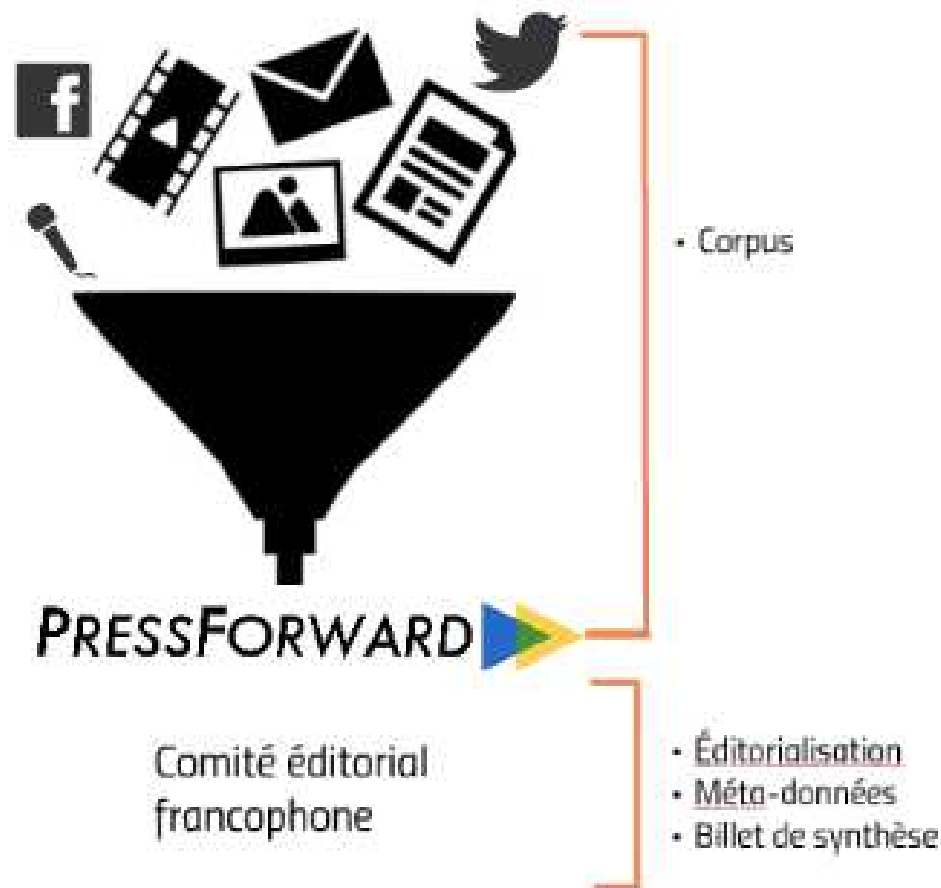 f
• Corpus
PRESSFORWARD
Comité éditorial
francophone
• Éditorialisation
• Méta-données
• Billet de synthèse